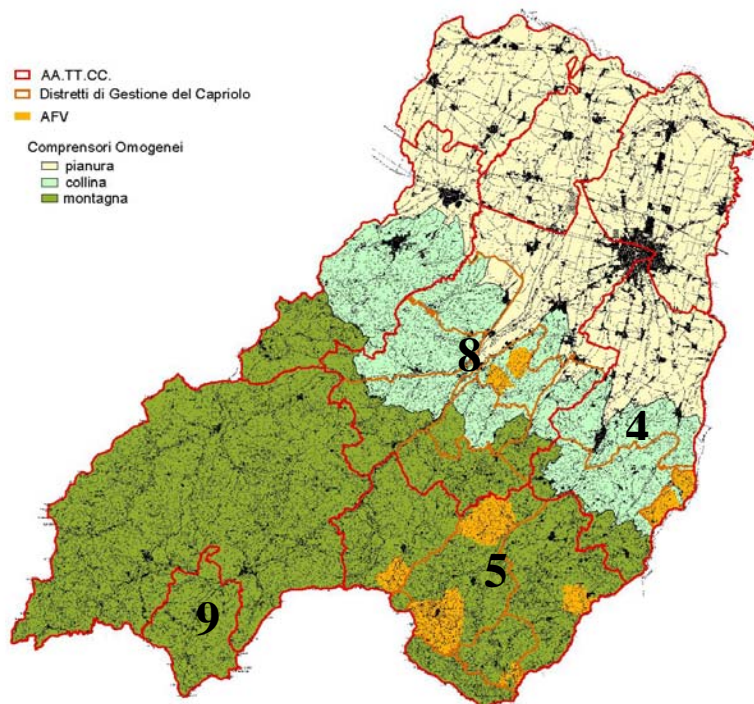 AA.TT.CC.
Distretti di Gestione del Capriolo
AFV
Comprensori Omogenei
pianura
collina
montagna
8
4
5
9